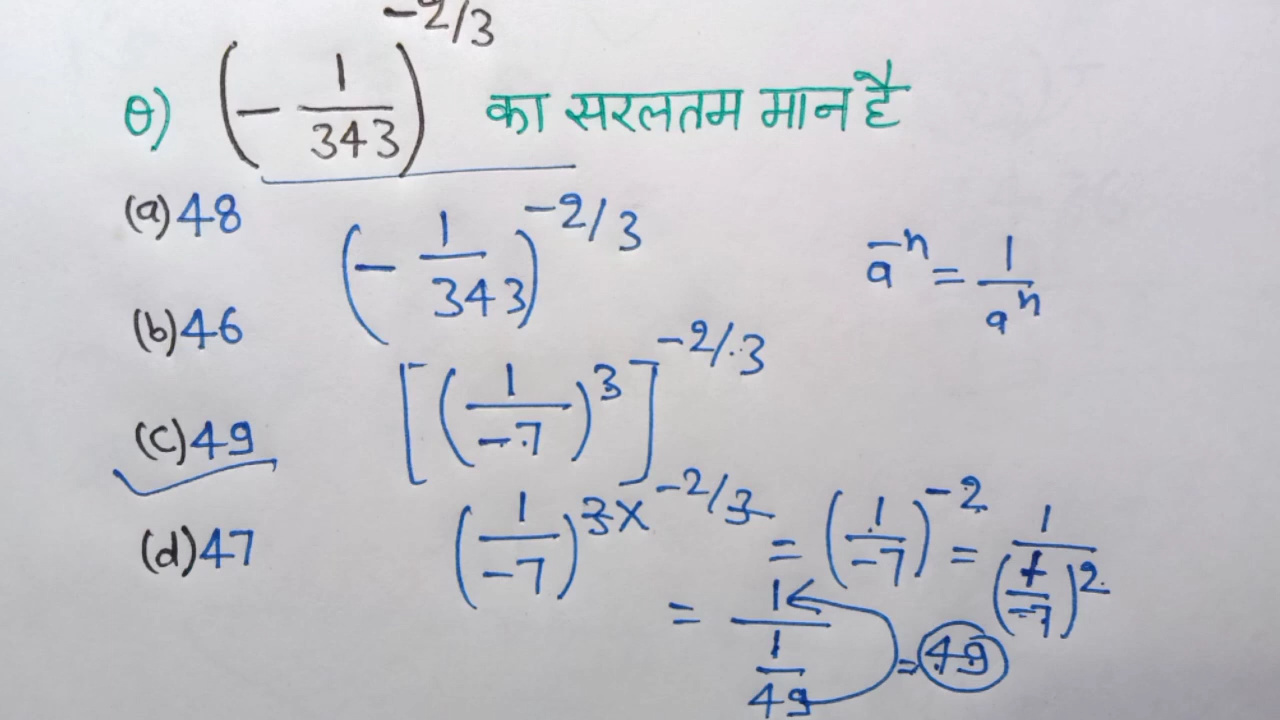 θ) (- 1/343)^-2/3 का सरलतम मान है
(a) 48
(b) 46
(c) 49
(d) 47
(- 1/343)^-2/3
a^-n = 1/a^n
[(1/-7)^3]^-2/3
(1/-7)^3×-2/3 = (1/-7)^-2 = 1/(1/-7)^2
= 1/(1/49) = 49